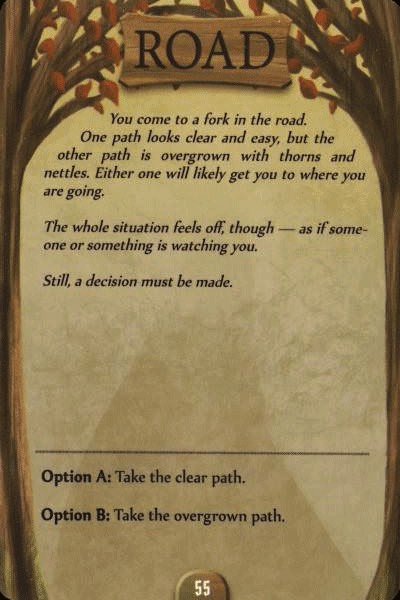 ROAD
You come to a fork in the road.
One path looks clear and easy, but the
other path is overgrown with thorns and
nettles. Either one will likely get you to where you
are going.
The whole situation feels off, though — as if some-
one or something is watching you.
Still, a decision must be made.
Option A: Take the clear path.
Option B: Take the overgrown path.
55